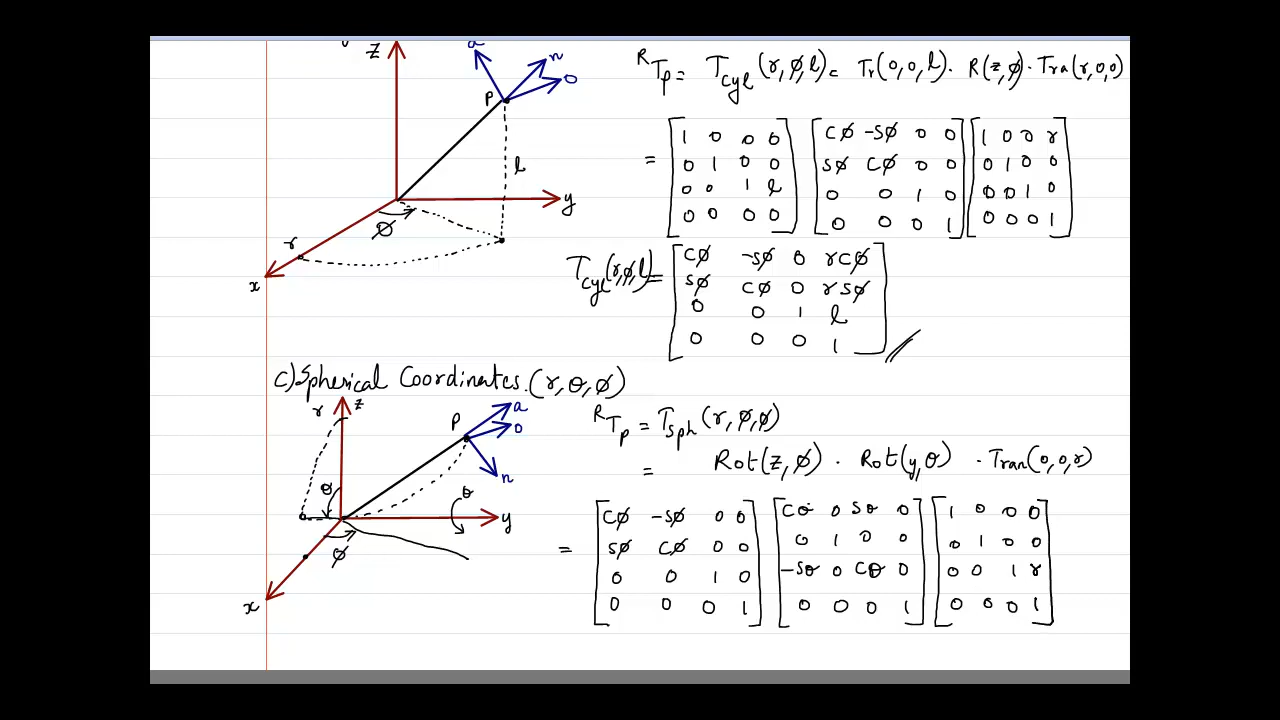 z
a
n
o
P
l
y
ϕ
r
x
ᴿT_P = T_cyl(r,ϕ,l) = Tr(0,0,l) . R(z,ϕ) . Tra(r,0,0)
= [1 0 0 0] [Cϕ -Sϕ 0 0] [1 0 0 r]
[0 1 0 0] [Sϕ Cϕ 0 0] [0 1 0 0]
[0 0 1 l] [0 0 1 0] [0 0 1 0]
[0 0 0 0] [0 0 0 1] [0 0 0 1]
T_cyl(r,ϕ,l) = [Cϕ -Sϕ 0 rCϕ]
[Sϕ Cϕ 0 rSϕ]
[0 0 1 l]
[0 0 0 1]
C) Spherical Coordinates. (r, θ, ϕ)
r
z
P
a
o
n
θ
θ
y
ϕ
x
ᴿT_P = T_sph(r,ϕ,ϕ)
= Rot(z,ϕ) . Rot(y,θ) . Tran(0,0,r)
= [Cϕ -Sϕ 0 0] [Cθ 0 Sθ 0] [1 0 0 0]
[Sϕ Cϕ 0 0] [0 1 0 0] [0 1 0 0]
[0 0 1 0] [-Sθ 0 Cθ 0] [0 0 1 r]
[0 0 0 1] [0 0 0 1] [0 0 0 1]